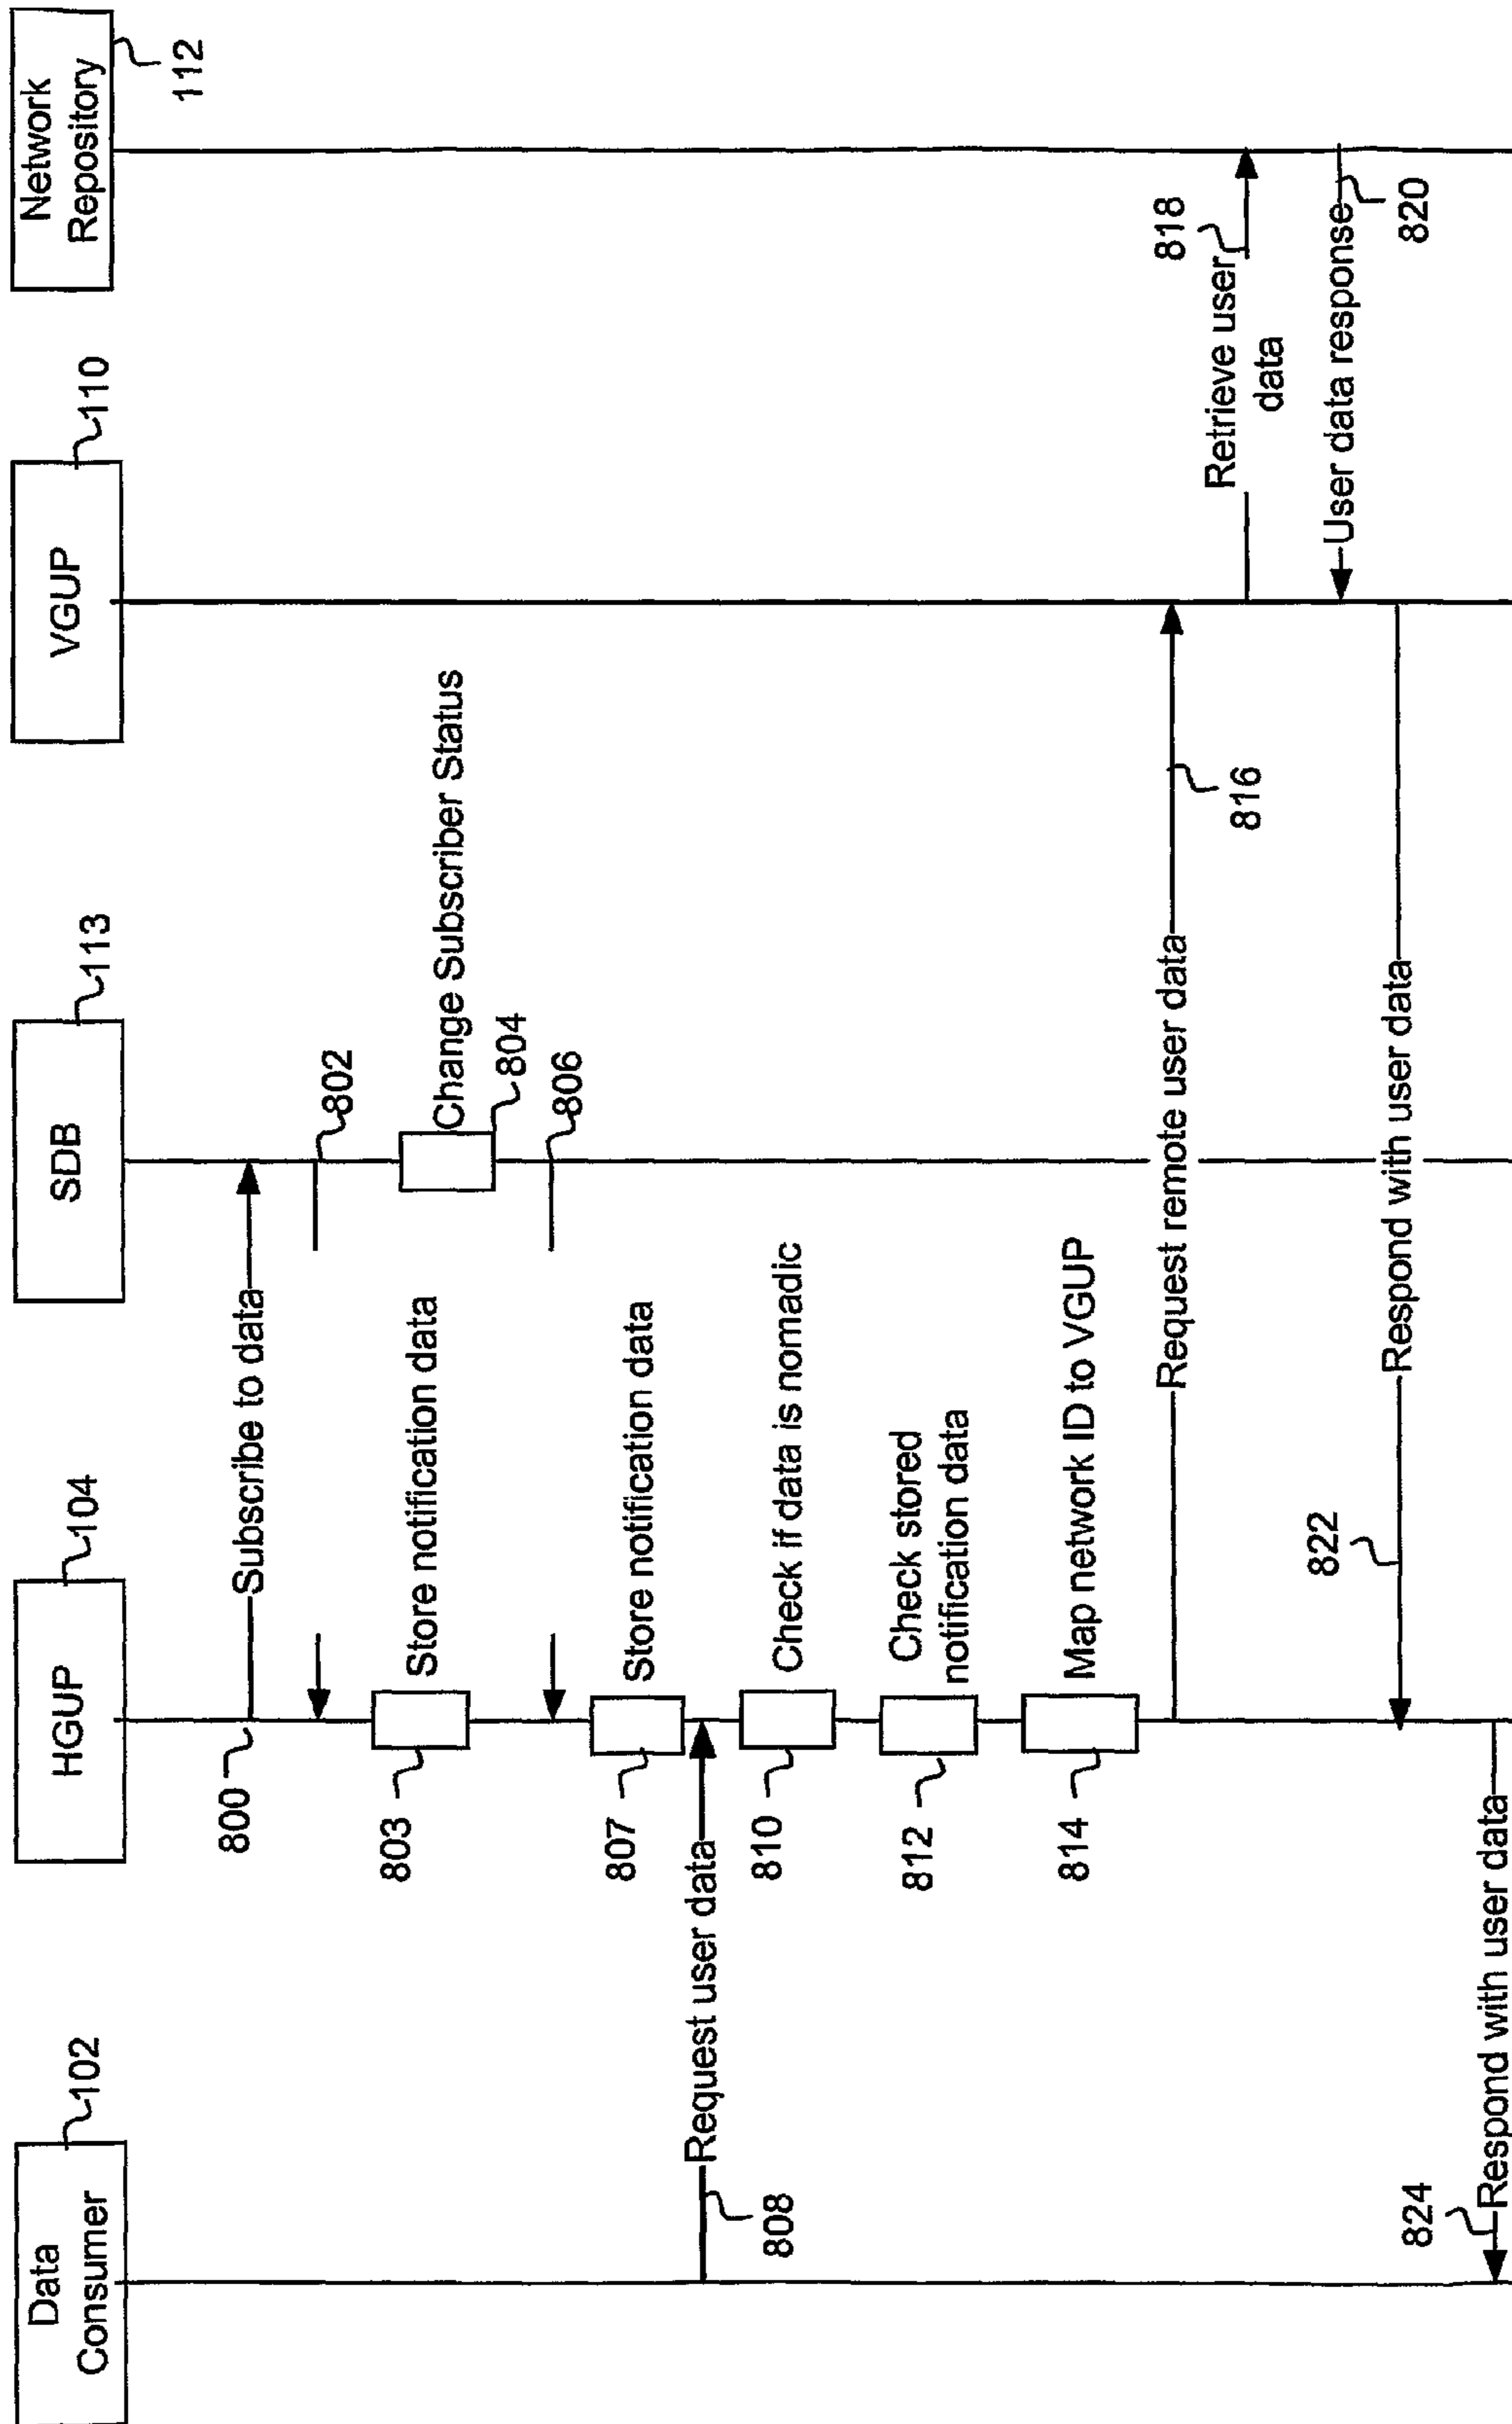 Data
Consumer
102
HGUP
104
SDB
113
VGUP
110
Network
Repository
112
800
Subscribe to data
802
803
Store notification data
Change Subscriber Status
804
806
807
Store notification data
Request user data
808
810
Check if data is nomadic
812
Check stored
notification data
814
Map network ID to VGUP
Request remote user data
816
Retrieve user
data
818
User data response
820
822
Respond with user data
824
Respond with user data